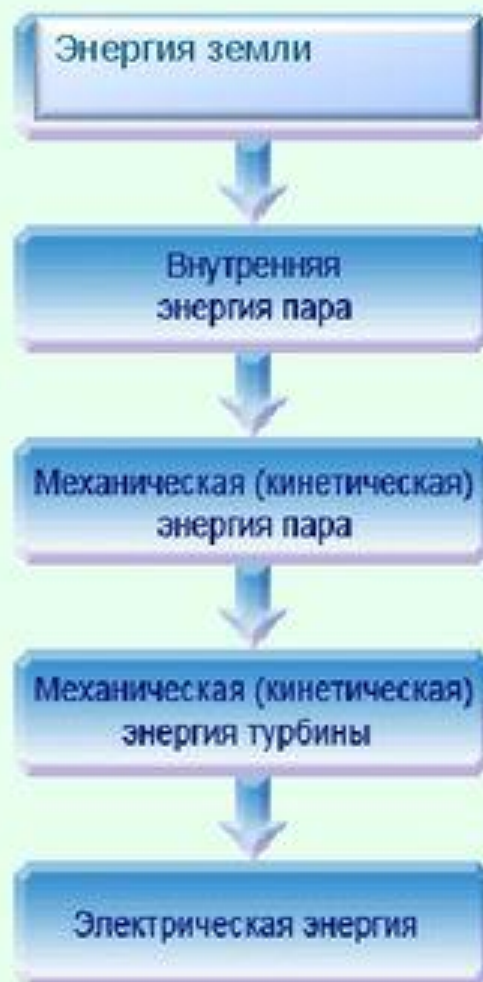 Энергия земли
Внутренняя
энергия пара
Механическая (кинетическая)
энергия пара
Механическая (кинетическая)
энергия турбины
Электрическая энергия